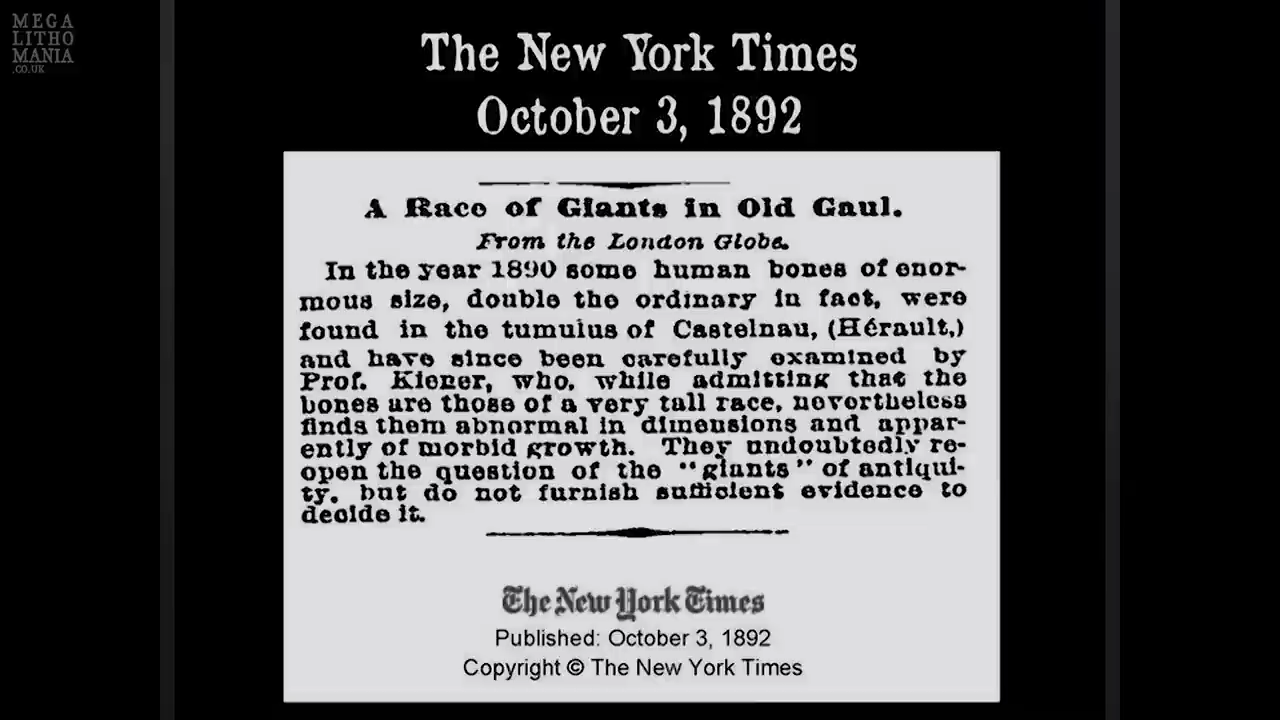 MEGA
LITHO
MANIA
.CO.UK
The New York Times
October 3, 1892
A Race of Giants in Old Gaul.
From the London Globe.
In the year 1890 some human bones of enor-
mous size, double the ordinary in fact, were
found in the tumulus of Castelnau, (Hérault,)
and have since been carefully examined by
Prof. Kiener, who, while admitting that the
bones are those of a very tall race, nevertheless
finds them abnormal in dimensions and appar-
ently of morbid growth. They undoubtedly re-
open the question of the "giants" of antiqui-
ty, but do not furnish sufficient evidence to
decide it.
The New York Times
Published: October 3, 1892
Copyright © The New York Times